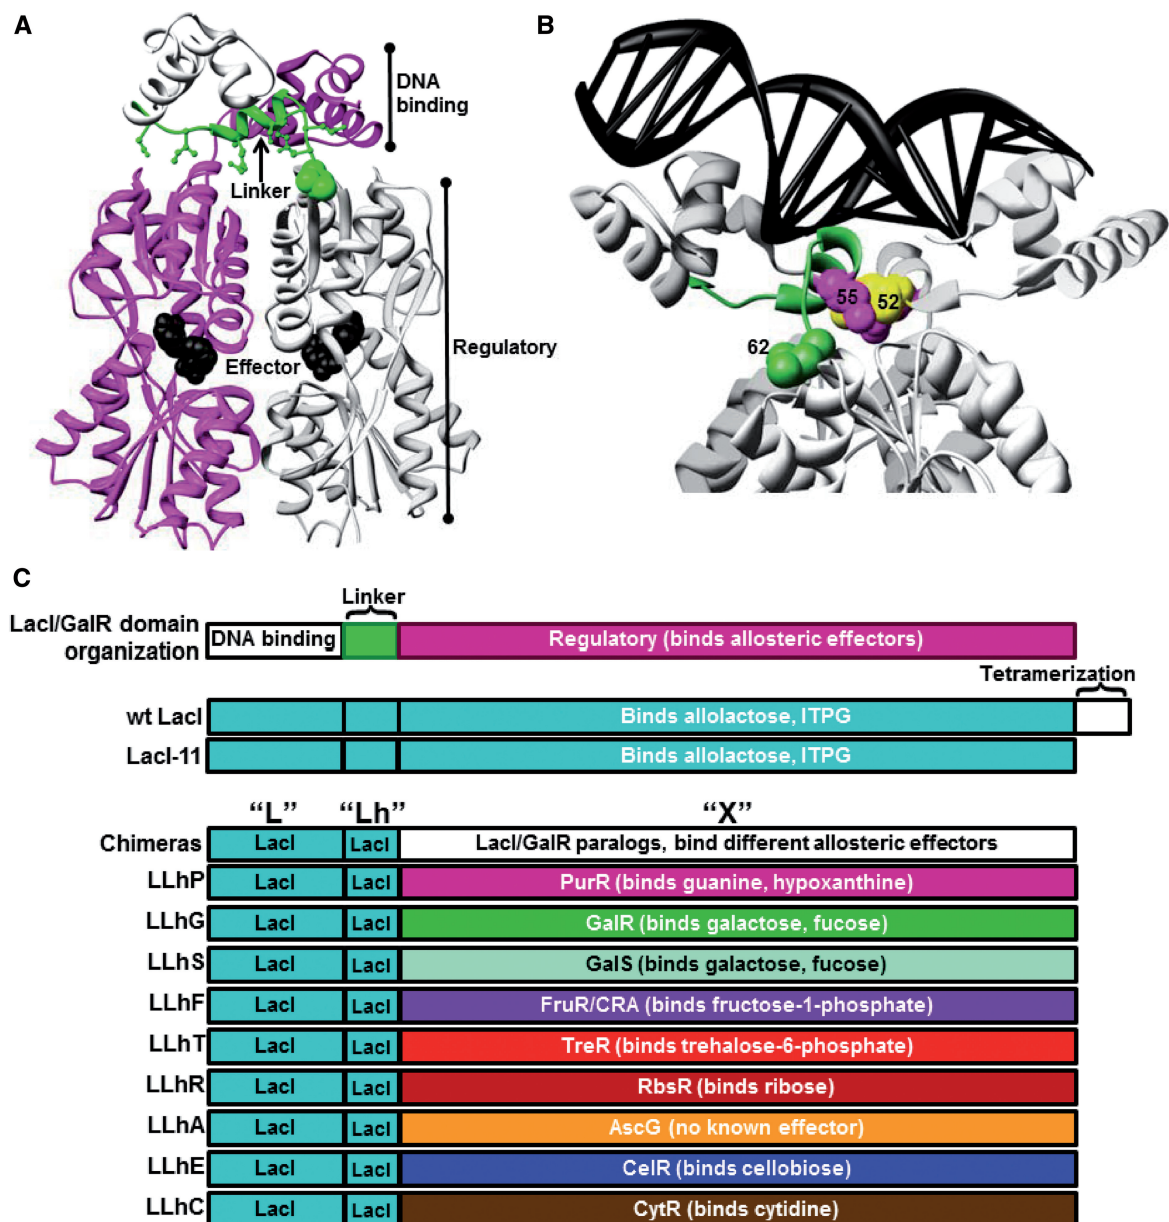 A
DNA
binding
Linker
Effector
Regulatory
B
55
52
62
C
Linker
LacI/GalR domain
organization
DNA binding
Regulatory (binds allosteric effectors)
Tetramerization
wt LacI
Binds allolactose, ITPG
LacI-11
Binds allolactose, ITPG
“L” “Lh” “X”
Chimeras LacI LacI LacI/GalR paralogs, bind different allosteric effectors
LLhP LacI LacI PurR (binds guanine, hypoxanthine)
LLhG LacI LacI GalR (binds galactose, fucose)
LLhS LacI LacI GalS (binds galactose, fucose)
LLhF LacI LacI FruR/CRA (binds fructose-1-phosphate)
LLhT LacI LacI TreR (binds trehalose-6-phosphate)
LLhR LacI LacI RbsR (binds ribose)
LLhA LacI LacI AscG (no known effector)
LLhE LacI LacI CelR (binds cellobiose)
LLhC LacI LacI CytR (binds cytidine)